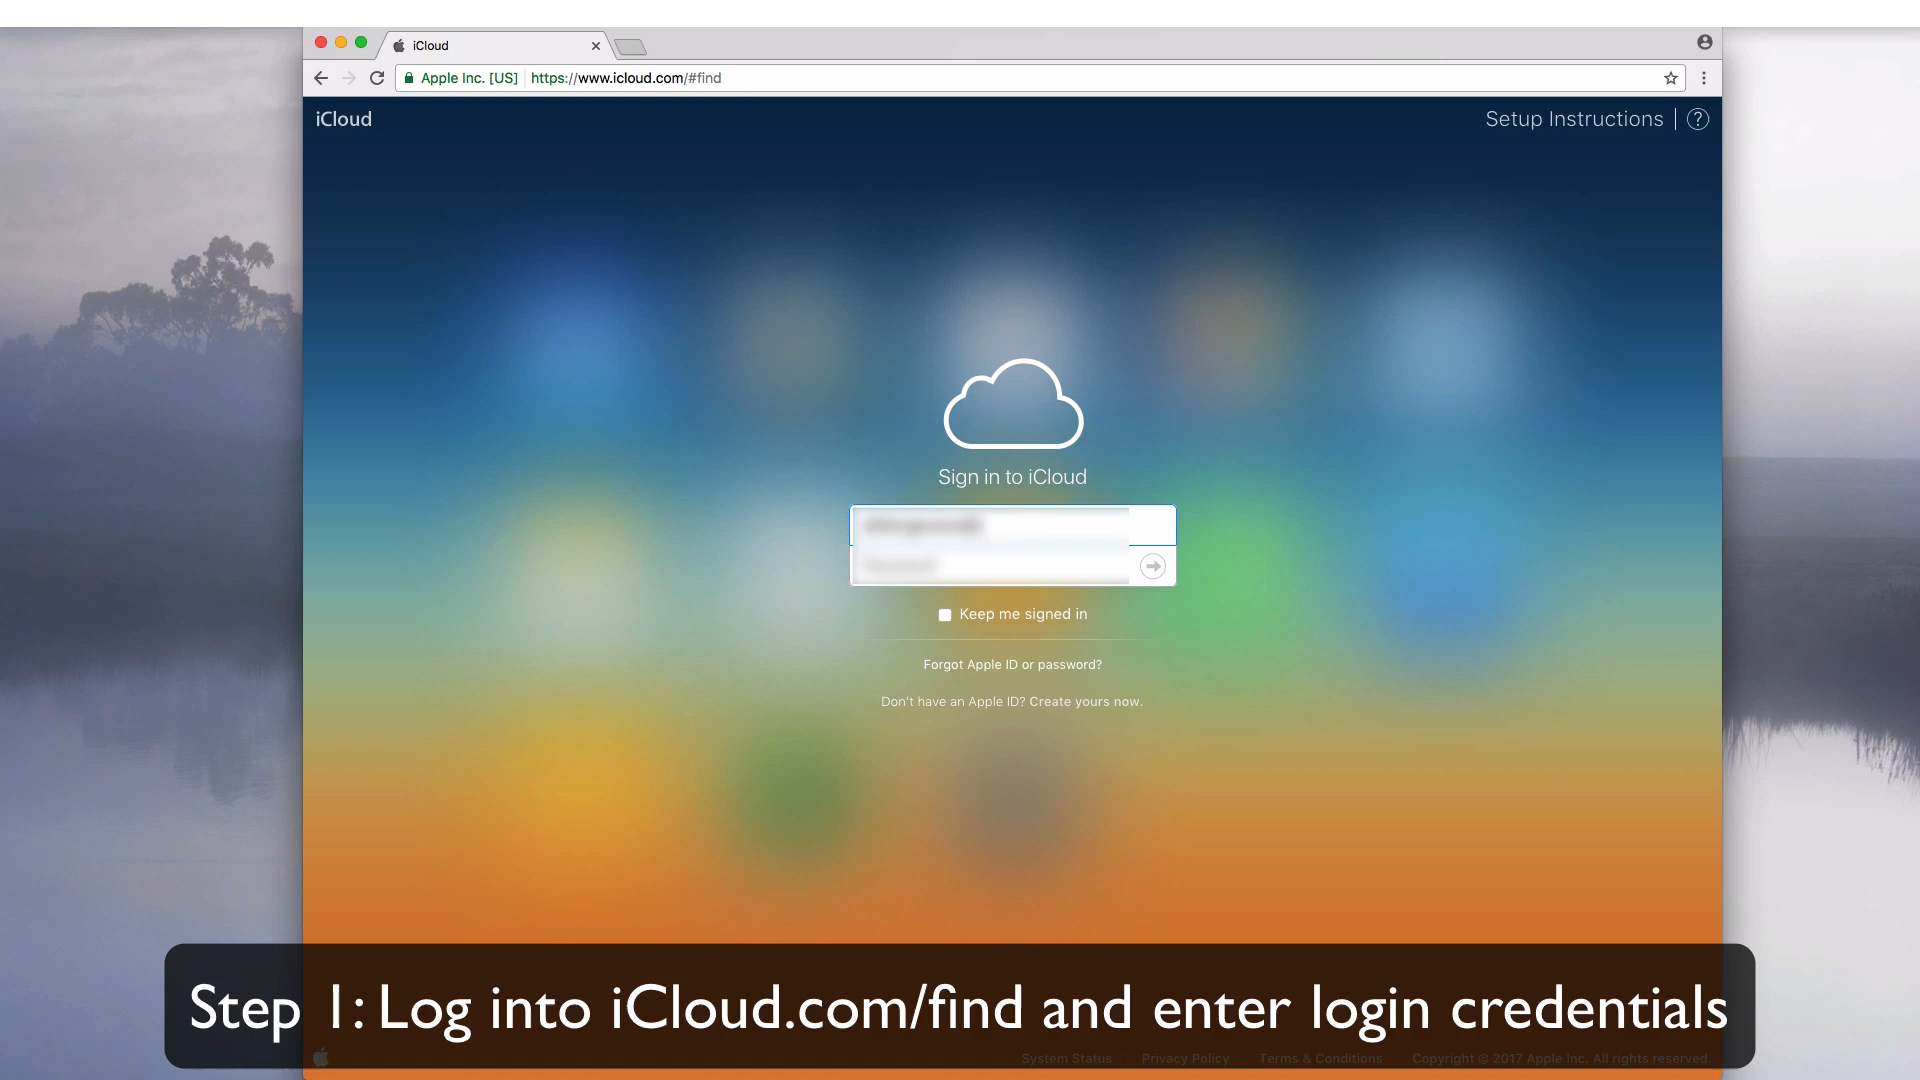 iCloud
Apple Inc. [US] https://www.icloud.com/#find
iCloud
Setup Instructions ?
Sign in to iCloud
Keep me signed in
Forgot Apple ID or password?
Don't have an Apple ID? Create yours now.
Step 1: Log into iCloud.com/find and enter login credentials
System Status Privacy Policy Terms & Conditions Copyright © 2017 Apple Inc. All rights reserved.